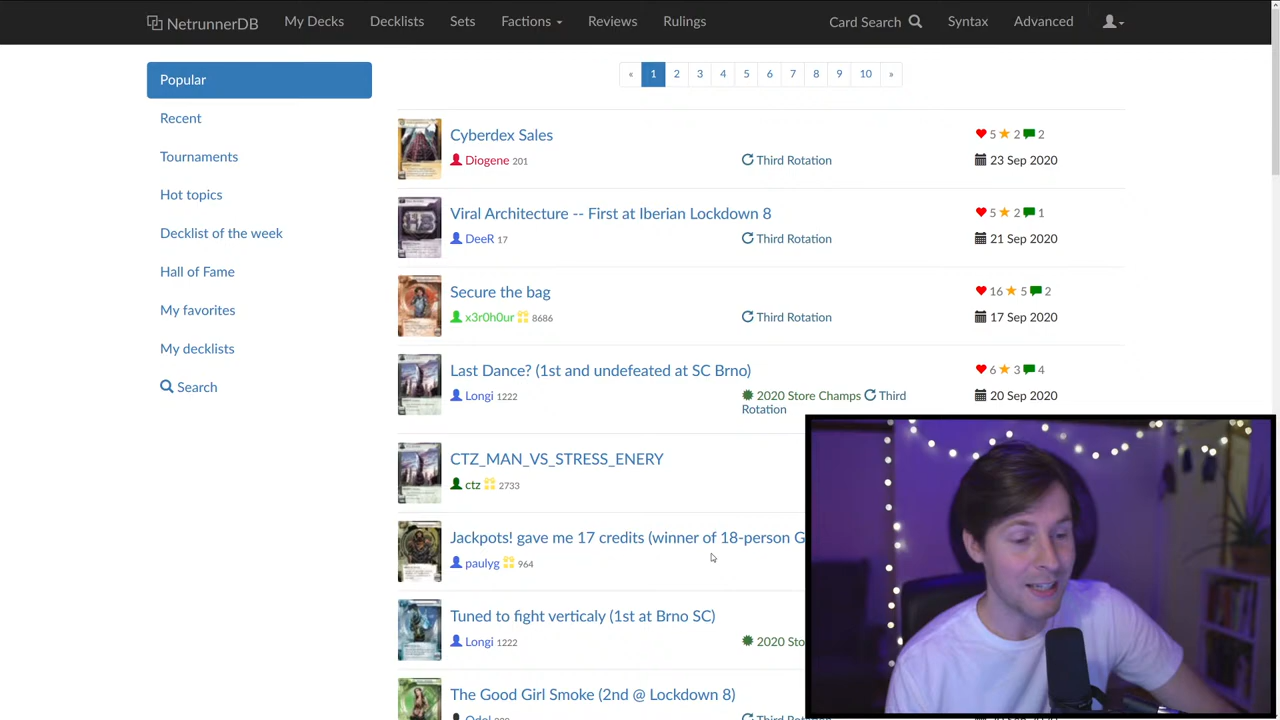 NetrunnerDB My Decks Decklists Sets Factions Reviews Rulings Card Search Syntax Advanced
Popular
Recent
Tournaments
Hot topics
Decklist of the week
Hall of Fame
My favorites
My decklists
Search
« 1 2 3 4 5 6 7 8 9 10 »
Cyberdex Sales 5 2 2
Diogene 201 Third Rotation 23 Sep 2020
Viral Architecture -- First at Iberian Lockdown 8 5 2 1
DeeR 17 Third Rotation 21 Sep 2020
Secure the bag 16 5 2
x3r0h0ur 8686 Third Rotation 17 Sep 2020
Last Dance? (1st and undefeated at SC Brno) 6 3 4
Longi 1222 2020 Store Champs Third 20 Sep 2020
Rotation
CTZ_MAN_VS_STRESS_ENERY
ctz 2733
Jackpots! gave me 17 credits (winner of 18-person G
paulyg 964
Tuned to fight verticaly (1st at Brno SC)
Longi 1222 2020 Sto
The Good Girl Smoke (2nd @ Lockdown 8)